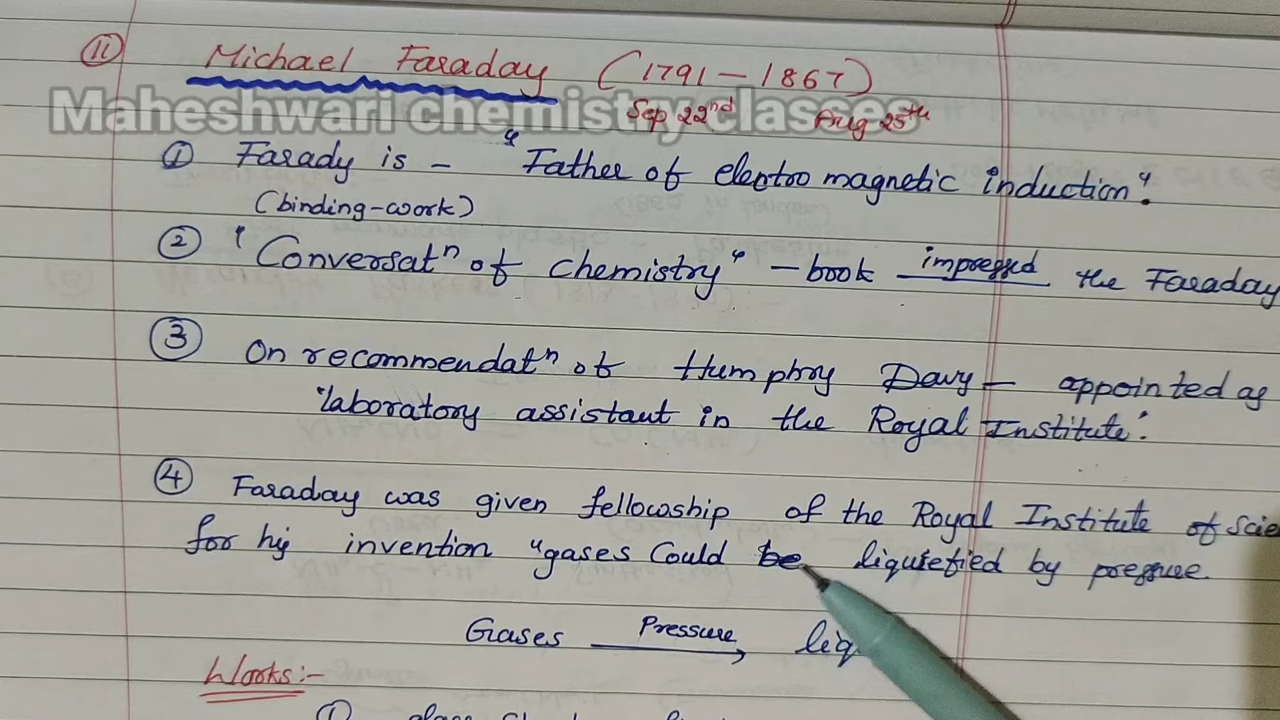 11 Michael Faraday (1791-1867)
Maheshwari chemistry classes
Sep 22nd Aug 25th
① Farady is - "Father of electro magnetic induction".
(binding-work)
② "Conversatⁿ of chemistry" - book impressed the Faraday
③ On recommendatⁿ of Humphry Davy - appointed as
"laboratory assistant in the Royal Institute".
④ Faraday was given fellowship of the Royal Institute of Scie
for his invention "gases Could be liquiefied by pressure
Gases Pressure→ liq
Works:-
①